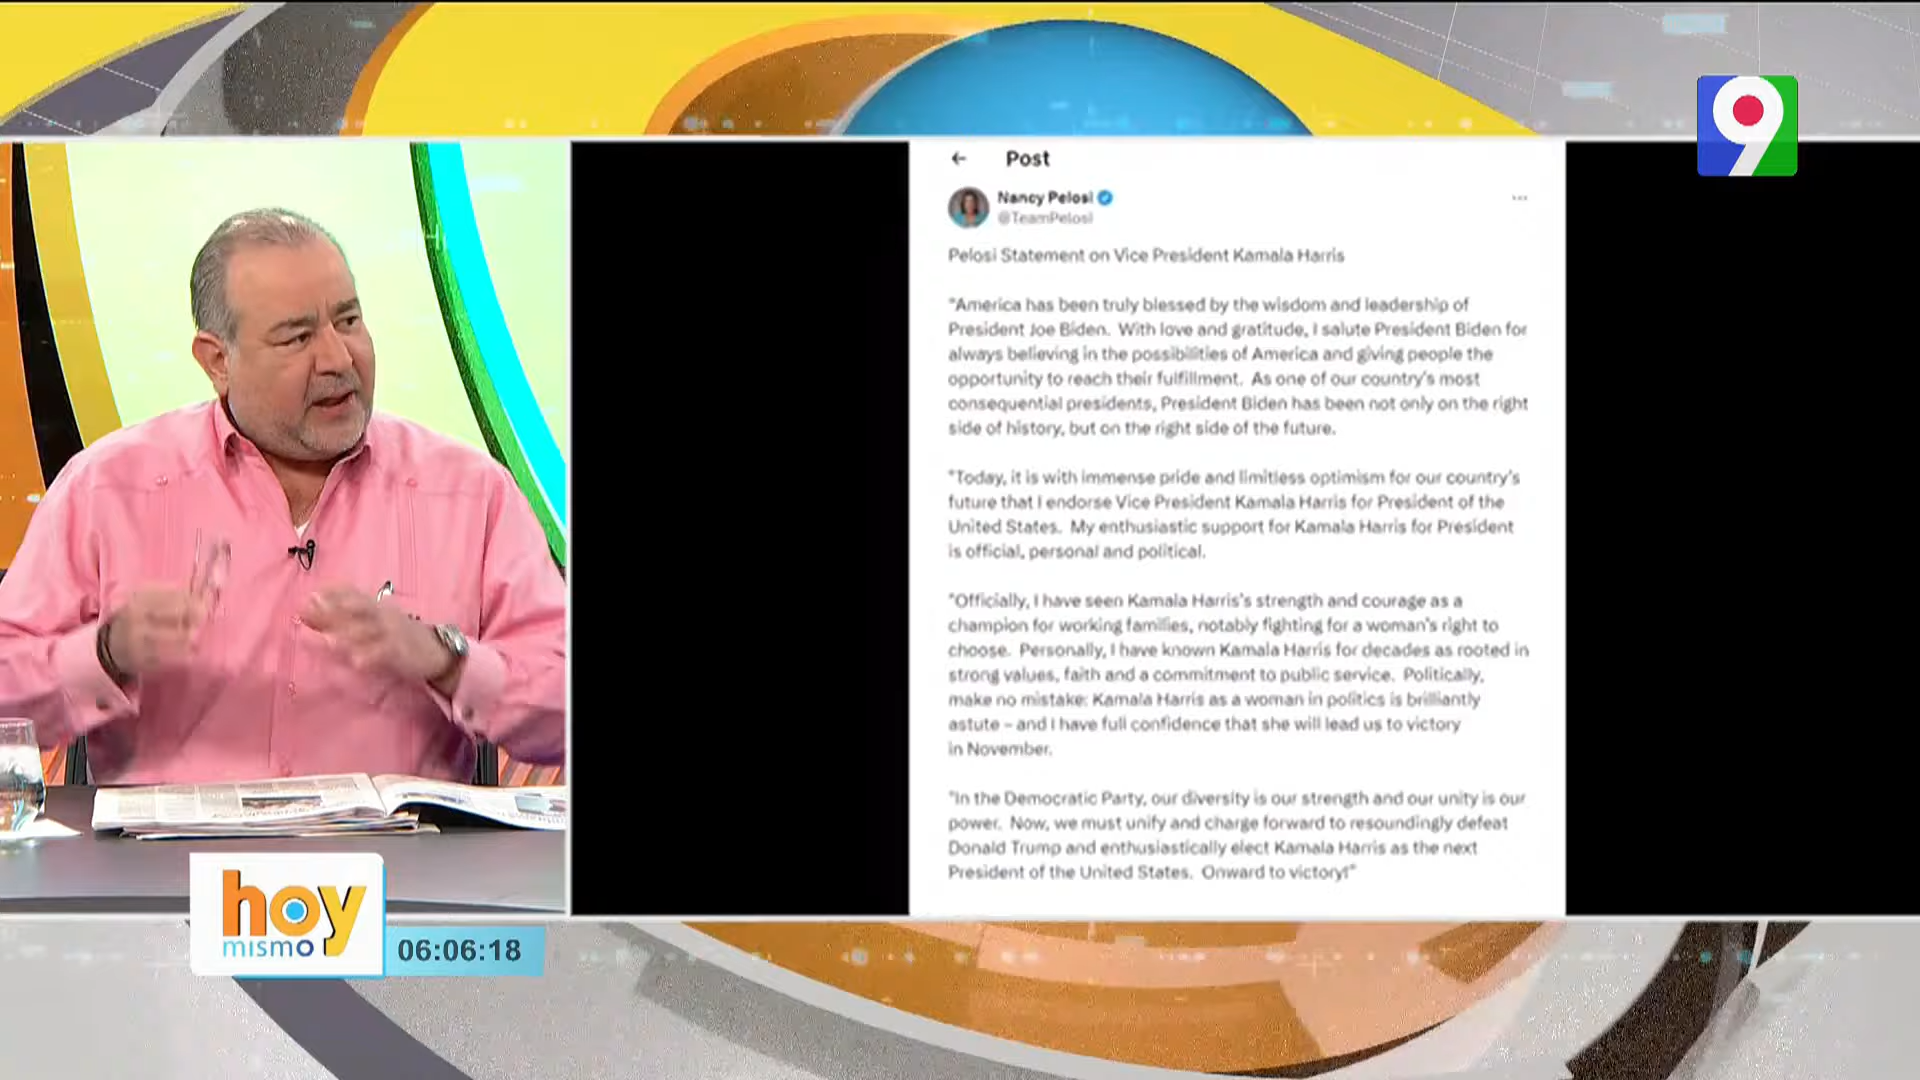 9
Post
Nancy Pelosi
@TeamPelosi
Pelosi Statement on Vice President Kamala Harris
"America has been truly blessed by the wisdom and leadership of
President Joe Biden. With love and gratitude, I salute President Biden for
always believing in the possibilities of America and giving people the
opportunity to reach their fulfillment. As one of our country's most
consequential presidents, President Biden has been not only on the right
side of history, but on the right side of the future.
"Today, it is with immense pride and limitless optimism for our country's
future that I endorse Vice President Kamala Harris for President of the
United States. My enthusiastic support for Kamala Harris for President
is official, personal and political.
"Officially, I have seen Kamala Harris's strength and courage as a
champion for working families, notably fighting for a woman's right to
choose. Personally, I have known Kamala Harris for decades as rooted in
strong values, faith and a commitment to public service. Politically,
make no mistake: Kamala Harris as a woman in politics is brilliantly
astute – and I have full confidence that she will lead us to victory
in November.
"In the Democratic Party, our diversity is our strength and our unity is our
power. Now, we must unify and charge forward to resoundingly defeat
Donald Trump and enthusiastically elect Kamala Harris as the next
President of the United States. Onward to victory!"
hoy
mismo
06:06:18